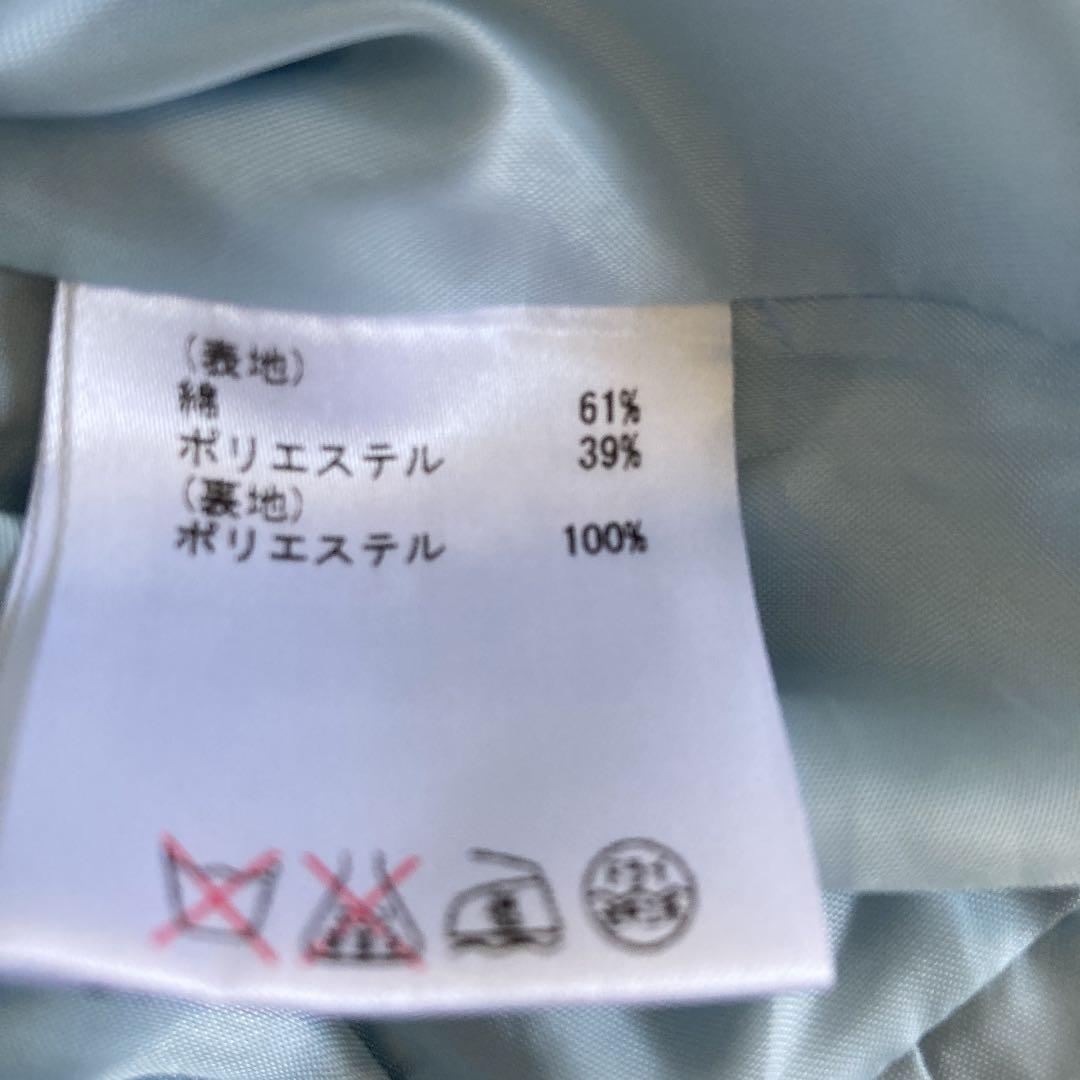 (表地)
綿 61%
ポリエステル 39%
(裏地)
ポリエステル 100%